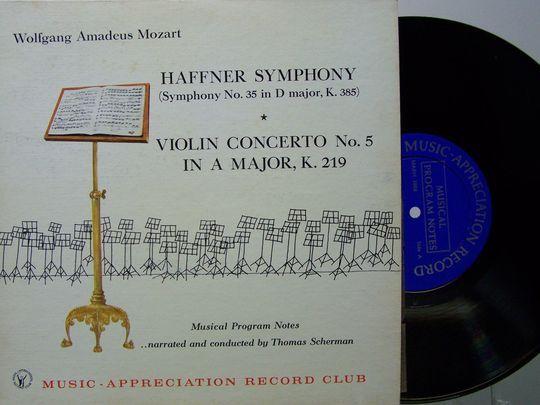 Wolfgang Amadeus Mozart
HAFFNER SYMPHONY
(Symphony No. 35 in D major, K. 385)
*
VIOLIN CONCERTO No. 5
IN A MAJOR, K. 219
Musical Program Notes
..narrated and conducted by Thomas Scherman
MUSIC-APPRECIATION RECORD CLUB
MUSIC-APPRECIATION RECORD
MUSICAL
PROGRAM NOTES
Side A